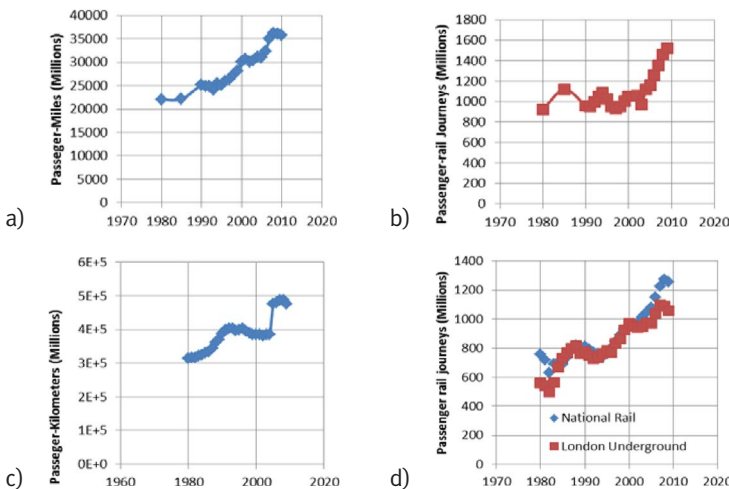 Passeger-Miles (Millions)
40000
35000
30000
25000
20000
15000
10000
5000
0
1970 1980 1990 2000 2010 2020
a)
Passenger-rail Journeys (Millions)
1800
1600
1400
1200
1000
800
600
400
200
0
1970 1980 1990 2000 2010 2020
b)
Passeger-Kilometers (Millions)
6E+5
5E+5
4E+5
3E+5
2E+5
1E+5
0E+0
1960 1980 2000 2020
c)
Passenger rail journeys (Millions)
1400
1200
1000
800
600
400
200
0
National Rail
London Underground
1970 1980 1990 2000 2010 2020
d)